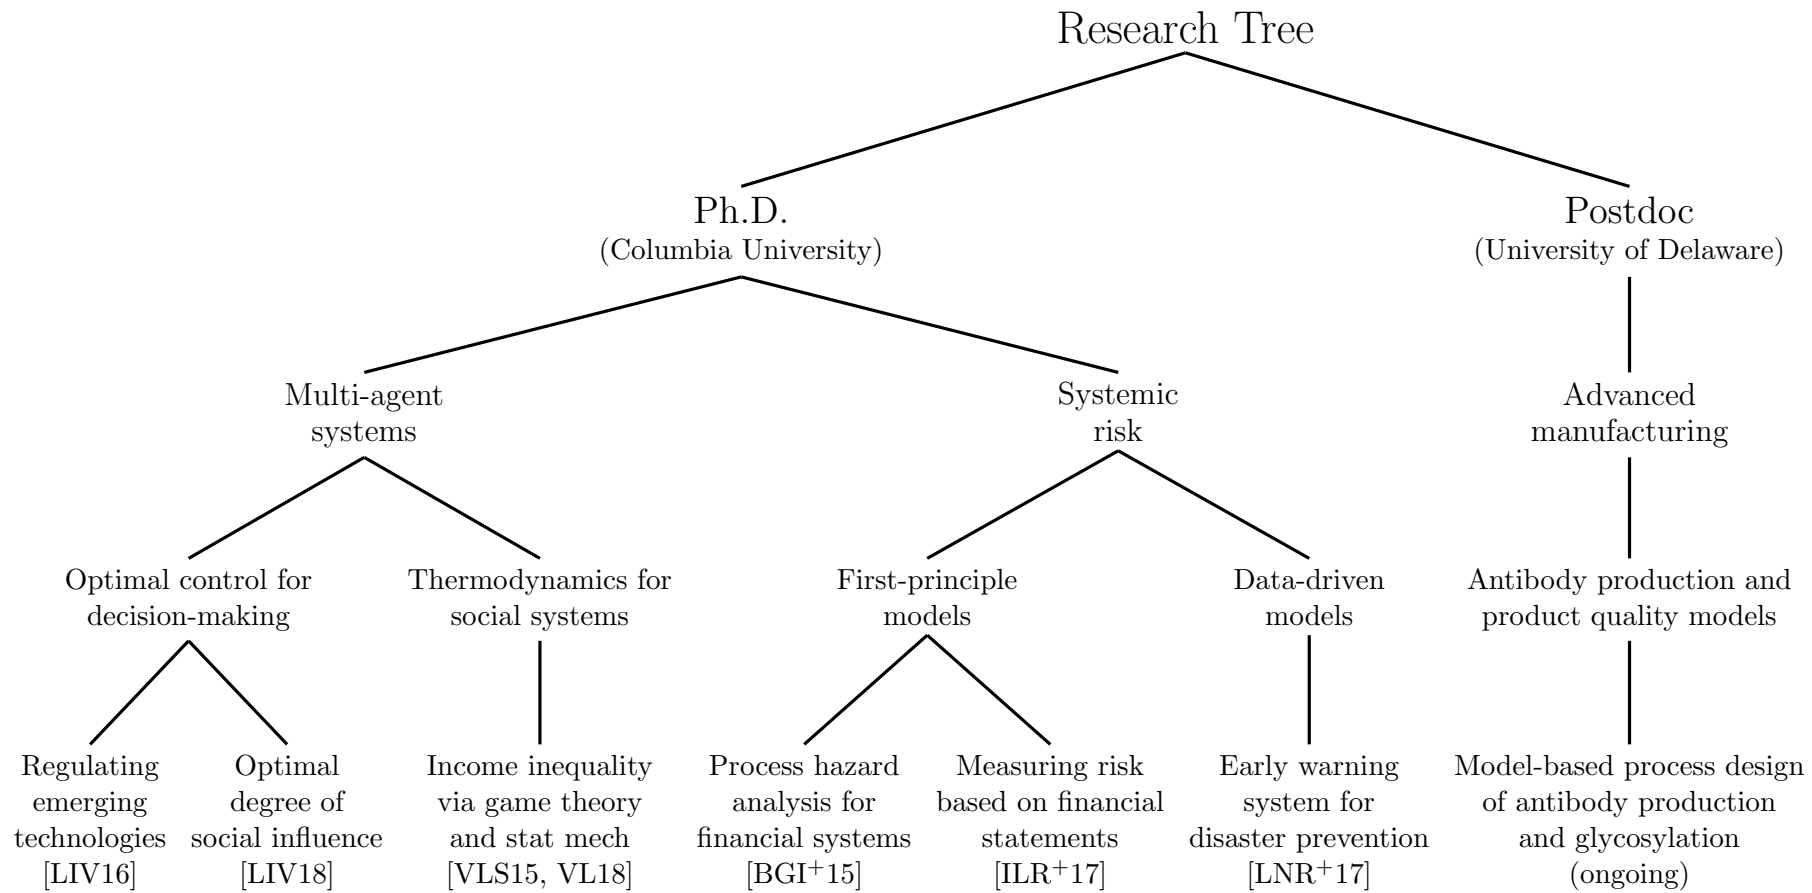 Research Tree
Ph.D.
(Columbia University)
Postdoc
(University of Delaware)
Multi-agent
systems
Systemic
risk
Advanced
manufacturing
Optimal control for
decision-making
Thermodynamics for
social systems
First-principle
models
Data-driven
models
Antibody production and
product quality models
Regulating
emerging
technologies
[LIV16]
Optimal
degree of
social influence
[LIV18]
Income inequality
via game theory
and stat mech
[VLS15, VL18]
Process hazard
analysis for
financial systems
[BGI+15]
Measuring risk
based on financial
statements
[ILR+17]
Early warning
system for
disaster prevention
[LNR+17]
Model-based process design
of antibody production
and glycosylation
(ongoing)